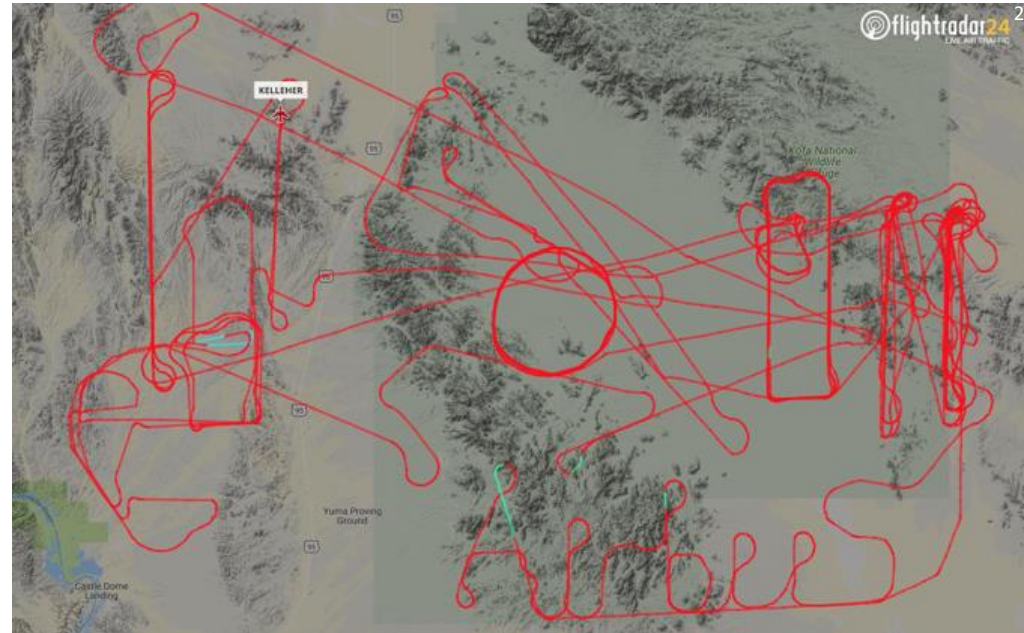 2
flightradar24
LIVE AIR TRAFFIC
95
KELLEHER
95
Kofa National
Wildlife
Refuge
95
95
Yuma Proving
Ground
95
Castle Dome
Landing
Airbus